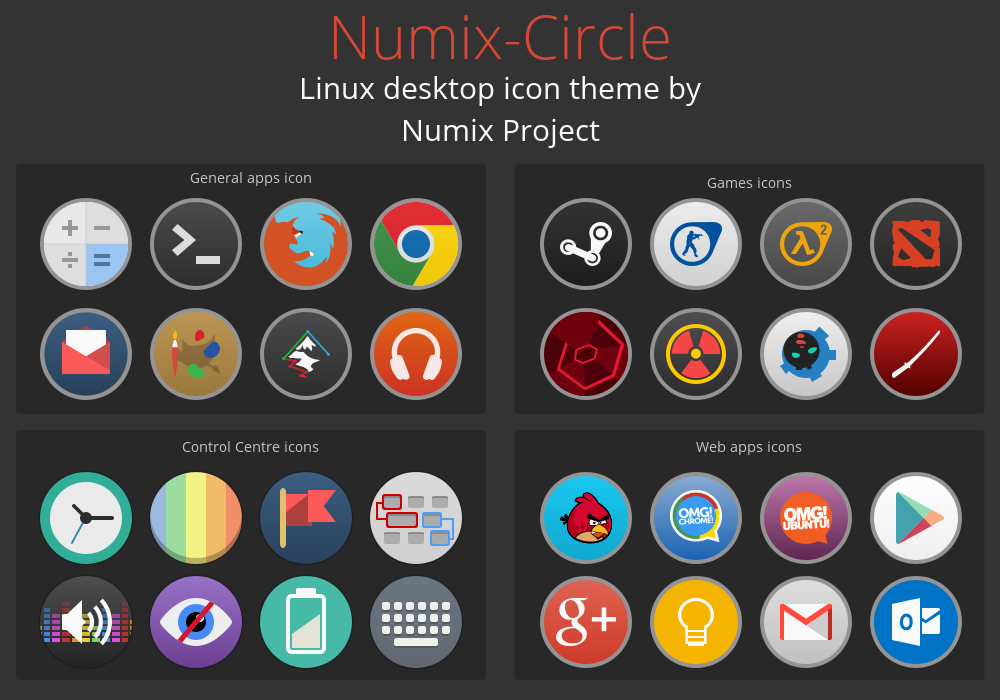 Numix-Circle
Linux desktop icon theme by
Numix Project
General apps icon
Games icons
2
Control Centre icons
Web apps icons
OMG!
CHROME!
OMG!
UBUNTU!
g+
O